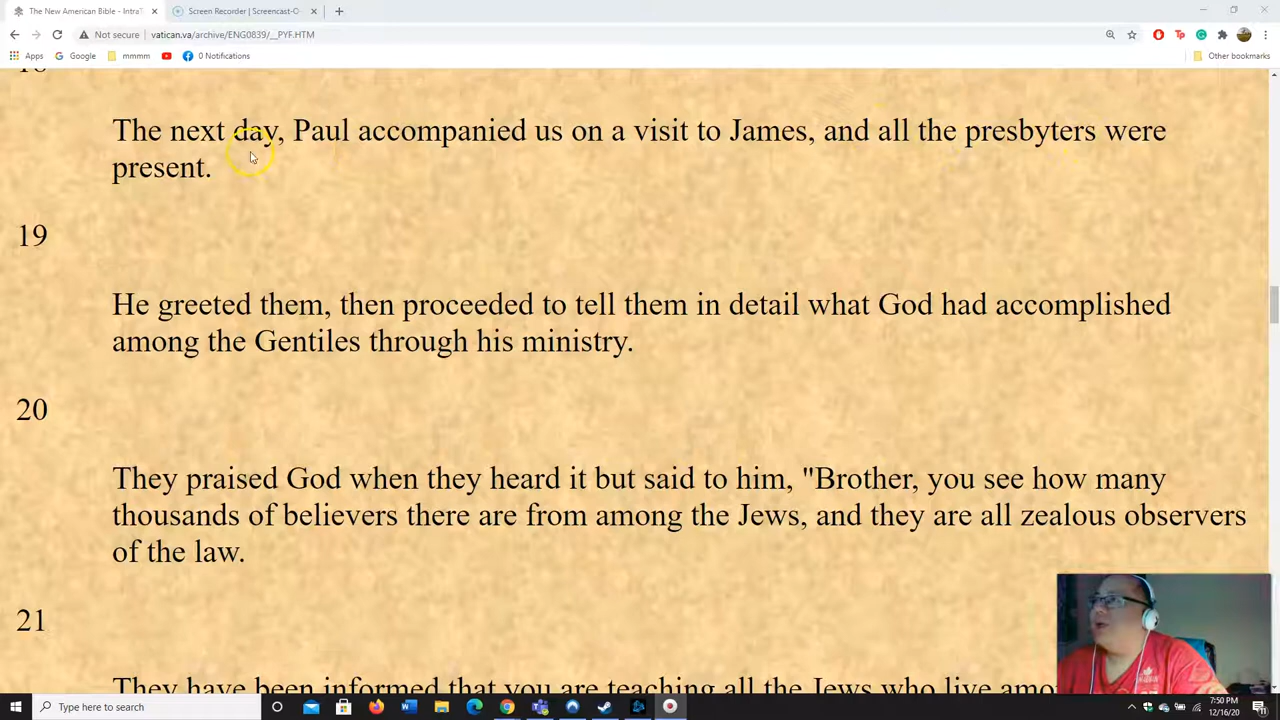 The New American Bible - IntraT
Screen Recorder | Screencast-O-
Not secure | vatican.va/archive/ENG0839/__PYF.HTM
Apps Google mmmm 0 Notifications Other bookmarks
The next day, Paul accompanied us on a visit to James, and all the presbyters were
present.
19
He greeted them, then proceeded to tell them in detail what God had accomplished
among the Gentiles through his ministry.
20
They praised God when they heard it but said to him, "Brother, you see how many
thousands of believers there are from among the Jews, and they are all zealous observers
of the law.
21
They have been informed that you are teaching all the Jews who live
Type here to search
7:50 PM
12/16/20